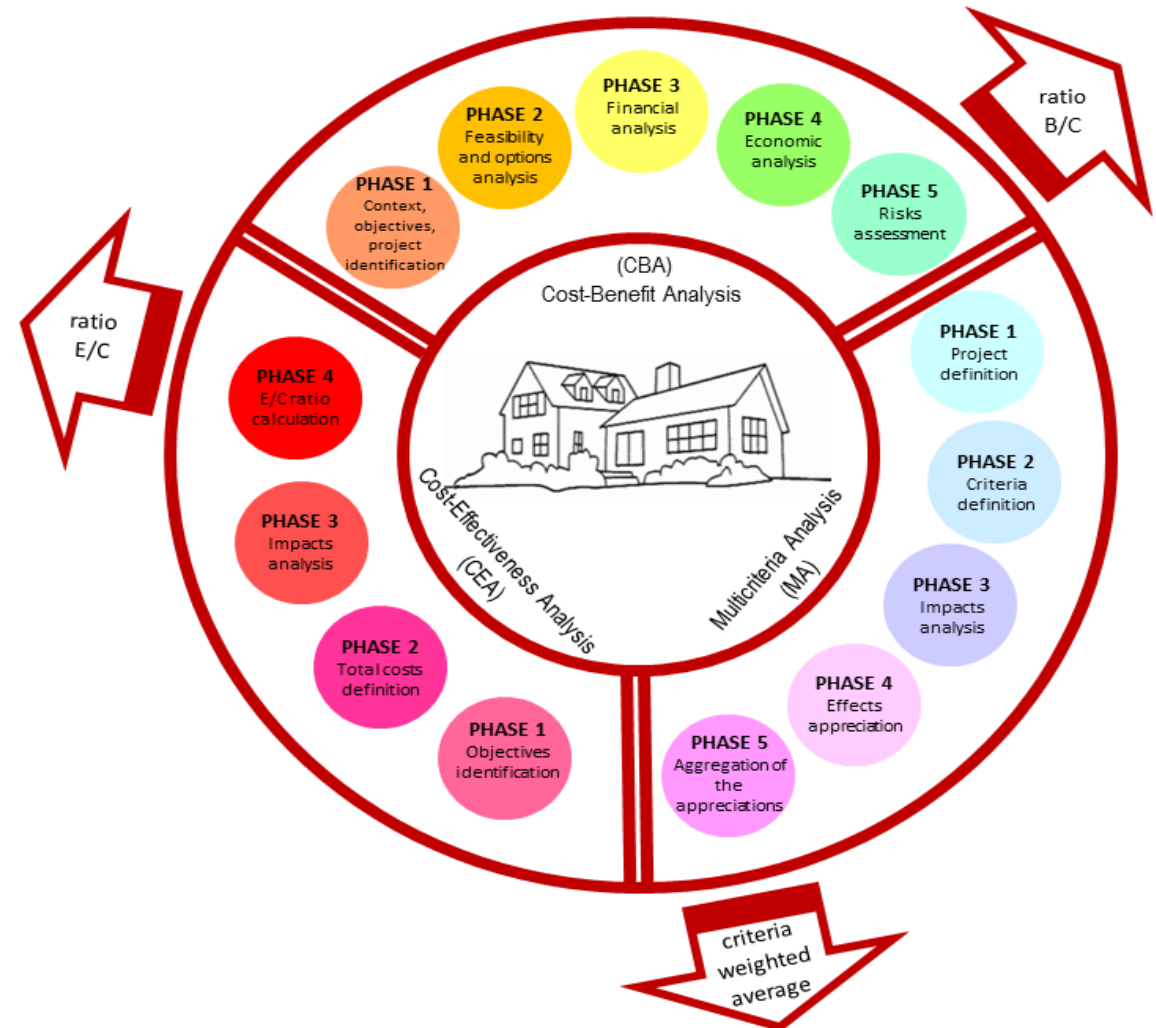 PHASE 1
Context,
objectives,
project
identification
PHASE 2
Feasibility
and options
analysis
PHASE 3
Financial
analysis
PHASE 4
Economic
analysis
PHASE 5
Risks
assessment
ratio
B/C
(CBA)
Cost-Benefit Analysis
PHASE 1
Project
definition
PHASE 2
Criteria
definition
PHASE 3
Impacts
analysis
PHASE 4
Effects
appreciation
PHASE 5
Aggregation of
the
appreciations
Multicriteria Analysis
(MA)
criteria
weighted
average
PHASE 1
Objectives
identification
PHASE 2
Total costs
definition
PHASE 3
Impacts
analysis
PHASE 4
E/C ratio
calculation
Cost-Effectiveness Analysis
(CEA)
ratio
E/C